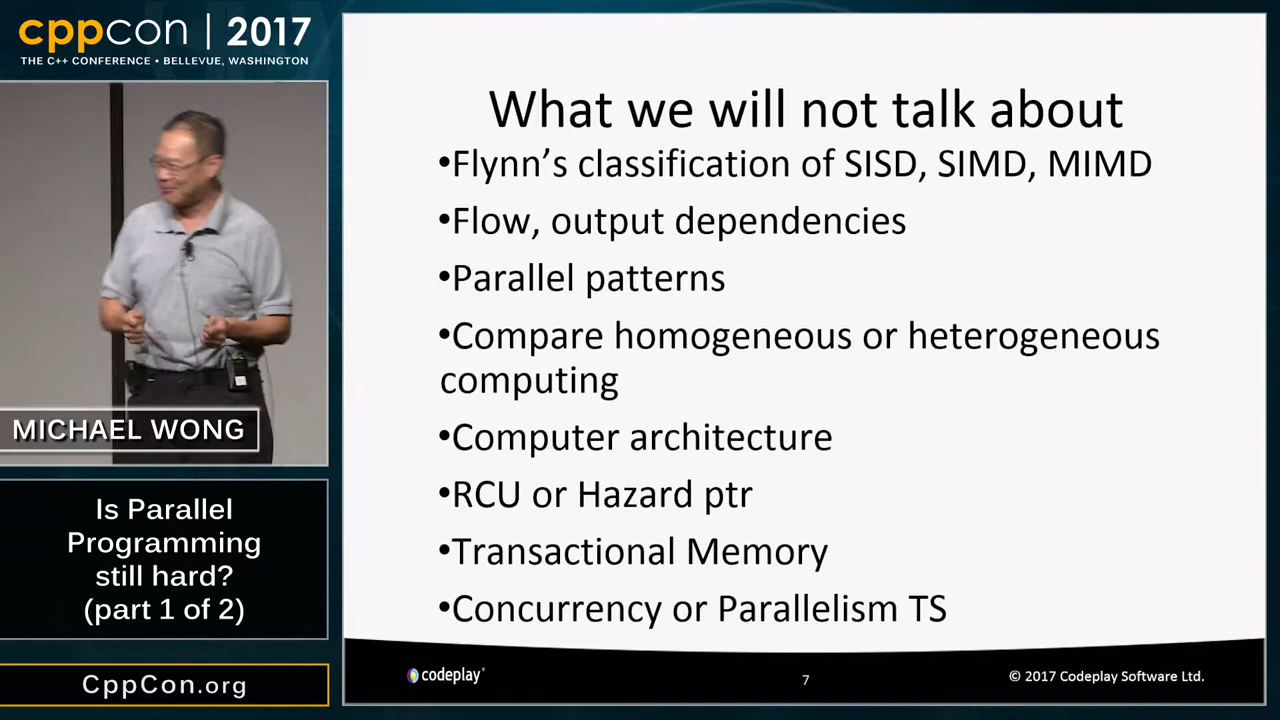 cppcon | 2017
THE C++ CONFERENCE • BELLEVUE, WASHINGTON
MICHAEL WONG
Is Parallel
Programming
still hard?
(part 1 of 2)
CppCon.org
What we will not talk about
•Flynn’s classification of SISD, SIMD, MIMD
•Flow, output dependencies
•Parallel patterns
•Compare homogeneous or heterogeneous
computing
•Computer architecture
•RCU or Hazard ptr
•Transactional Memory
•Concurrency or Parallelism TS
codeplay®
7
© 2017 Codeplay Software Ltd.